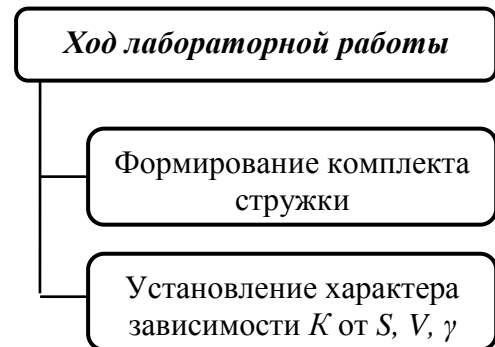 Ход лабораторной работы
Формирование комплекта
стружки
Установление характера
зависимости К от S, V, γ